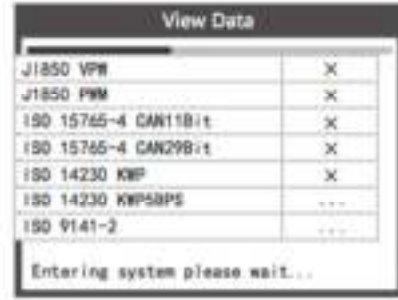 View Data
J1850 VPW ×
J1850 PWM ×
ISO 15765-4 CAN11Bit ×
ISO 15765-4 CAN29Bit ×
ISO 14230 KWP ×
ISO 14230 KWP5BPS ...
ISO 9141-2 ...
Entering system please wait...